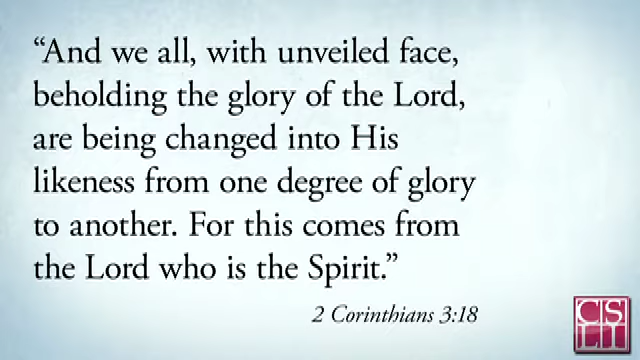 “And we all, with unveiled face,
beholding the glory of the Lord,
are being changed into His
likeness from one degree of glory
to another. For this comes from
the Lord who is the Spirit.”
2 Corinthians 3:18
CS
LI